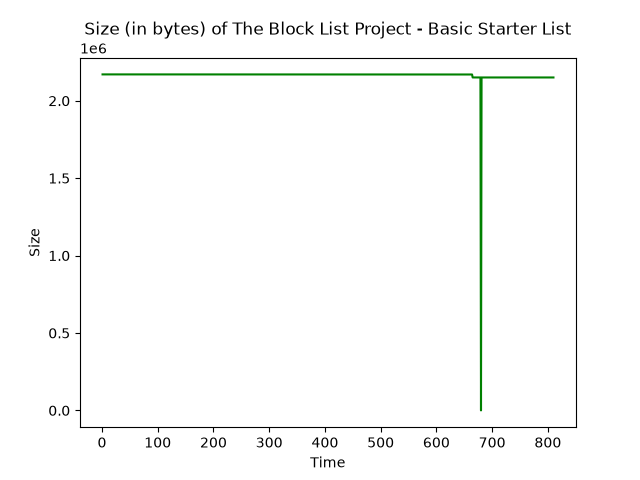 Size (in bytes) of The Block List Project - Basic Starter List
1e6
2.0
1.5
1.0
0.5
0.0
Size
0 100 200 300 400 500 600 700 800
Time